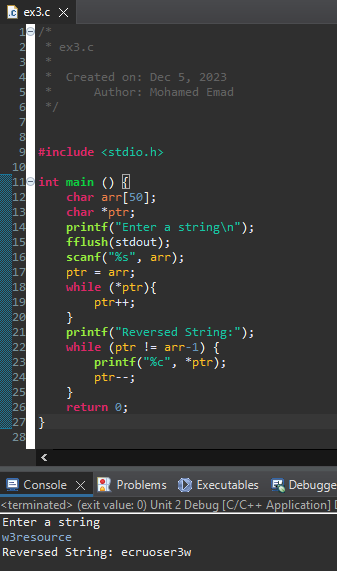 ex3.c
1 /*
2 * ex3.c
3 *
4 * Created on: Dec 5, 2023
5 * Author: Mohamed Emad
6 */
7
8
9 #include <stdio.h>
10
11 int main () {
12 char arr[50];
13 char *ptr;
14 printf("Enter a string\n");
15 fflush(stdout);
16 scanf("%s", arr);
17 ptr = arr;
18 while (*ptr){
19 ptr++;
20 }
21 printf("Reversed String:");
22 while (ptr != arr-1) {
23 printf("%c", *ptr);
24 ptr--;
25 }
26 return 0;
27 }
28
Console Problems Executables Debugge
<terminated> (exit value: 0) Unit 2 Debug [C/C++ Application] D
Enter a string
w3resource
Reversed String: ecruoser3w